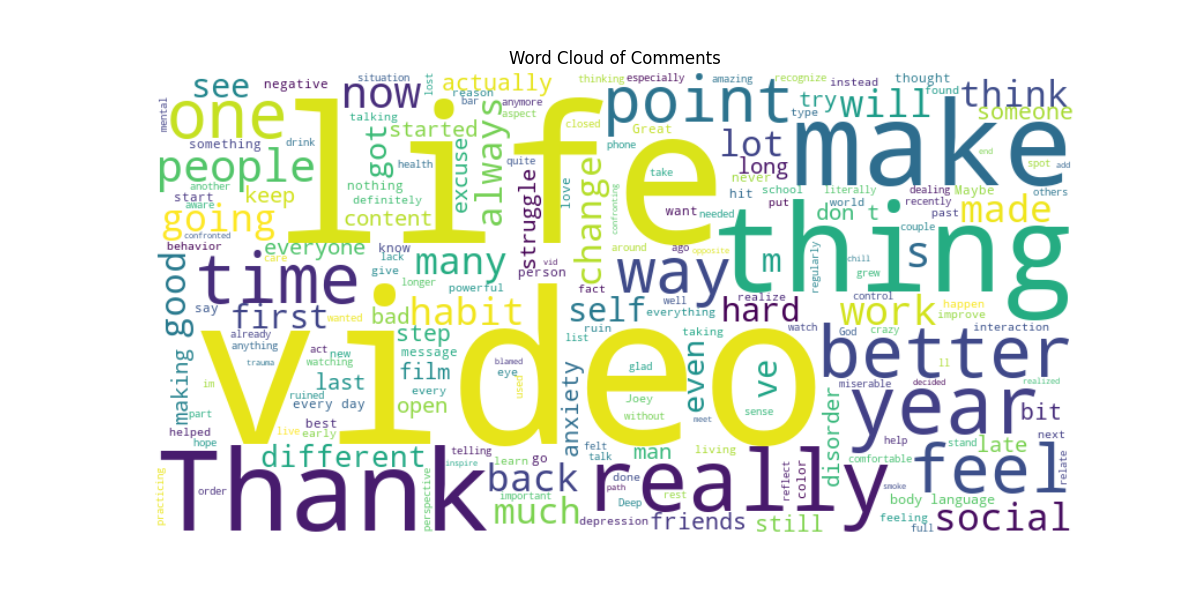 Word Cloud of Comments
see negative situation lost actually thinking especially amazing recognize instead thought found think
mental one life now reason bar anymore aspect closed point try will type someone
talking got started always Great phone lot make
something drink excuse quite take long end spot add
people health struggle love change never
another nothing definitely hit school literally dealing recently Maybe others
start aware keep content confronting want needed put world don t past made
going confronted couple
behavior everyone know lack person vid around ago opposite thing
good time care give many longer powerful fact way m regularly chill grew s
say first wanted bad habit self well everything realize hard control work happen improve
already anything step ruin list taking watch God crazy interaction
trauma act new watching message film blamed eye glad even ve better ll
making im ruined last every day every open used anxiety Joey without meet sense miserable decided realized year bit
part video
helped hope best live early felt talk man living disorder help stand late next
Thank different telling inspire learn go back done path Deep rest really reflect color comfortable feel relate
practicing order perspective important much depression friends still smoke body language feeling full social